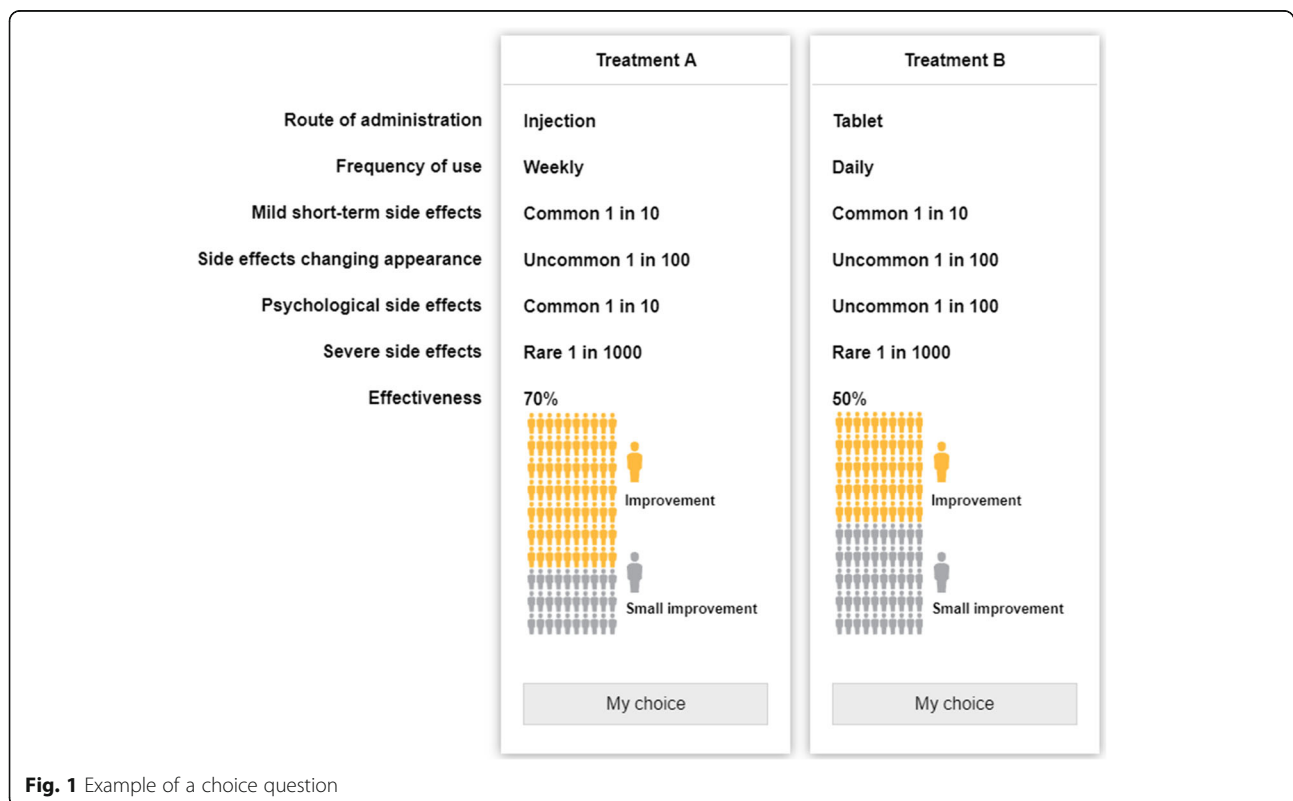 Treatment A Treatment B
Route of administration Injection Tablet
Frequency of use Weekly Daily
Mild short-term side effects Common 1 in 10 Common 1 in 10
Side effects changing appearance Uncommon 1 in 100 Uncommon 1 in 100
Psychological side effects Common 1 in 10 Uncommon 1 in 100
Severe side effects Rare 1 in 1000 Rare 1 in 1000
Effectiveness 70% 50%
Improvement Improvement
Small improvement Small improvement
My choice My choice
Fig. 1 Example of a choice question